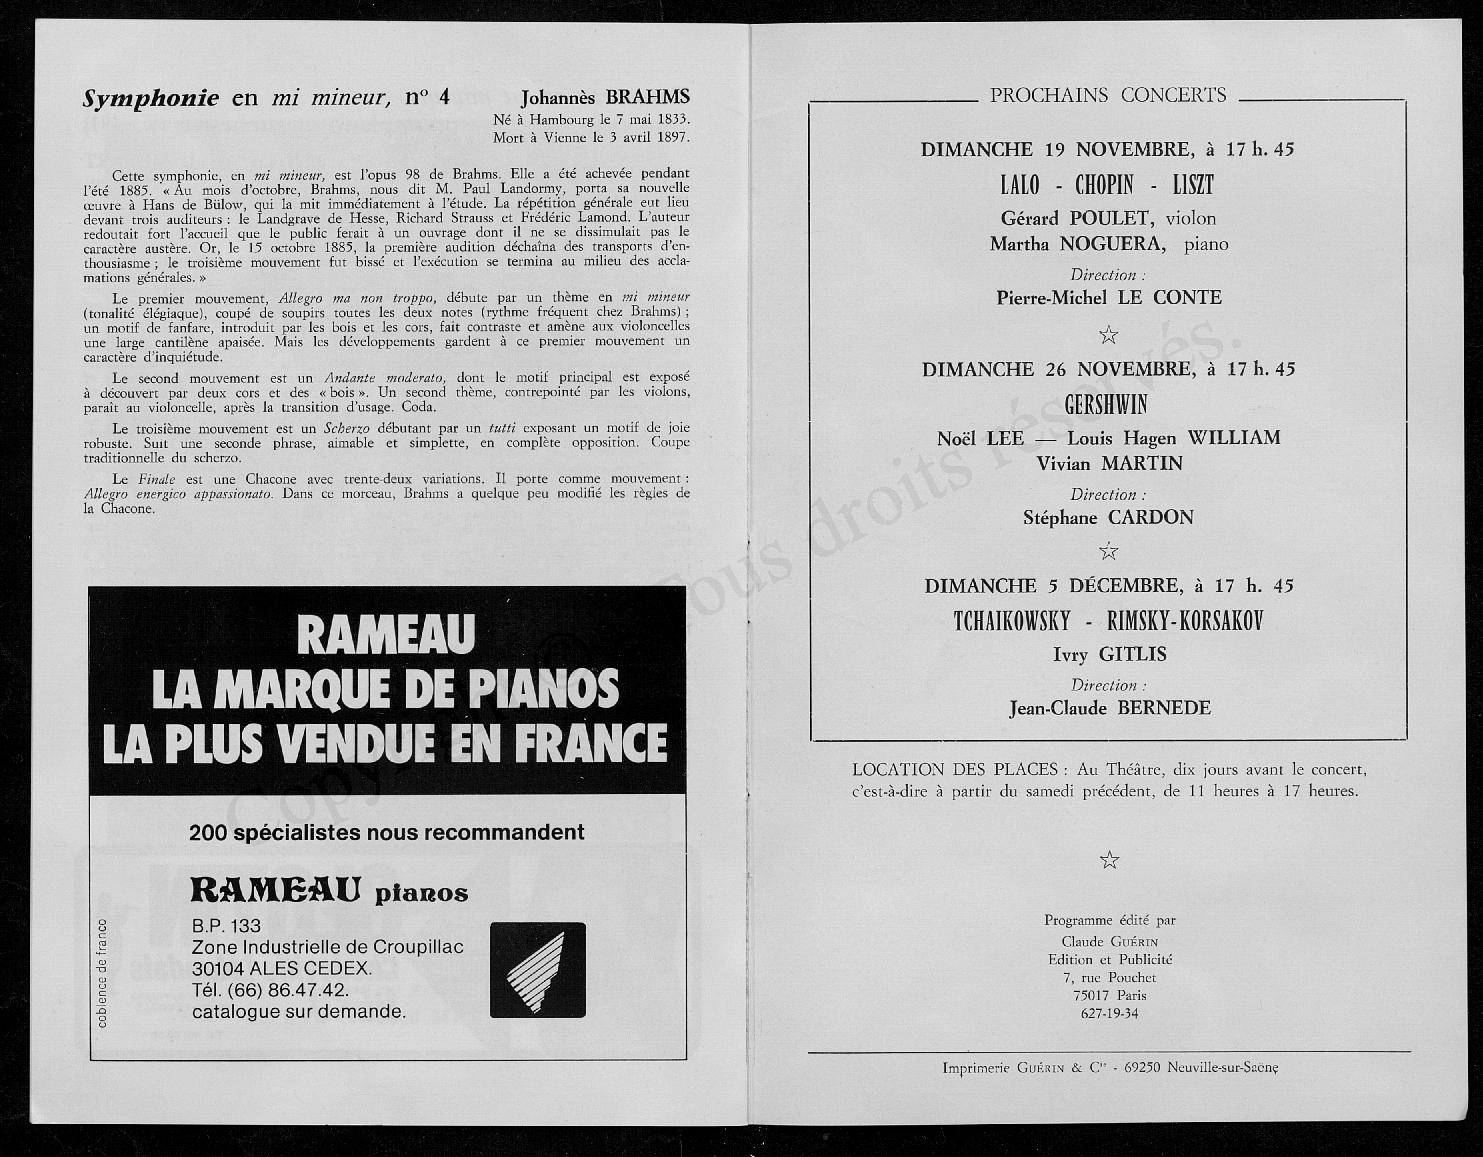 Symphonie en mi mineur, n° 4 Johannès BRAHMS
Né à Hambourg le 7 mai 1833.
Mort à Vienne le 3 avril 1897.
Cette symphonie, en mi mineur, est l'opus 98 de Brahms. Elle a été achevée pendant
l'été 1885. « Au mois d'octobre, Brahms, nous dit M. Paul Landormy, porta sa nouvelle
œuvre à Hans de Bülow, qui la mit immédiatement à l'étude. La répétition générale eut lieu
devant trois auditeurs : le Landgrave de Hesse, Richard Strauss et Frédéric Lamond. L'auteur
redoutait fort l'accueil que le public ferait à un ouvrage dont il ne se dissimulait pas le
caractère austère. Or, le 15 octobre 1885, la première audition déchaîna des transports d'en-
thousiasme ; le troisième mouvement fut bissé et l'exécution se termina au milieu des accla-
mations générales. »
Le premier mouvement, Allegro ma non troppo, débute par un thème en mi mineur
(tonalité élégiaque), coupé de soupirs toutes les deux notes (rythme fréquent chez Brahms) ;
un motif de fanfare, introduit par les bois et les cors, fait contraste et amène aux violoncelles
une large cantilène apaisée. Mais les développements gardent à ce premier mouvement un
caractère d'inquiétude.
Le second mouvement est un Andante moderato, dont le motif principal est exposé
à découvert par deux cors et des « bois ». Un second thème, contrepointé par les violons,
paraît au violoncelle, après la transition d'usage. Coda.
Le troisième mouvement est un Scherzo débutant par un tutti exposant un motif de joie
robuste. Suit une seconde phrase, aimable et simplette, en complète opposition. Coupe
traditionnelle du scherzo.
Le Finale est une Chacone avec trente-deux variations. Il porte comme mouvement :
Allegro energico appassionato. Dans ce morceau, Brahms a quelque peu modifié les règles de
la Chacone.
RAMEAU
LA MARQUE DE PIANOS
LA PLUS VENDUE EN FRANCE
200 spécialistes nous recommandent
RAMEAU pianos
B.P. 133
Zone Industrielle de Croupillac
30104 ALES CEDEX.
Tél. (66) 86.47.42.
catalogue sur demande.
coblence de franco
PROCHAINS CONCERTS
DIMANCHE 19 NOVEMBRE, à 17 h. 45
LALO - CHOPIN - LISZT
Gérard POULET, violon
Martha NOGUERA, piano
Direction :
Pierre-Michel LE CONTE
DIMANCHE 26 NOVEMBRE, à 17 h. 45
GERSHWIN
Noël LEE — Louis Hagen WILLIAM
Vivian MARTIN
Direction :
Stéphane CARDON
DIMANCHE 5 DÉCEMBRE, à 17 h. 45
TCHAIKOWSKY - RIMSKY-KORSAKOV
Ivry GITLIS
Direction :
Jean-Claude BERNEDE
LOCATION DES PLACES : Au Théâtre, dix jours avant le concert,
c'est-à-dire à partir du samedi précédent, de 11 heures à 17 heures.
Programme édité par
Claude GUÉRIN
Edition et Publicité
7, rue Pouchet
75017 Paris
627-19-34
Imprimerie GUÉRIN & Cie - 69250 Neuville-sur-Saône
Copyright © Tous droits réservés.